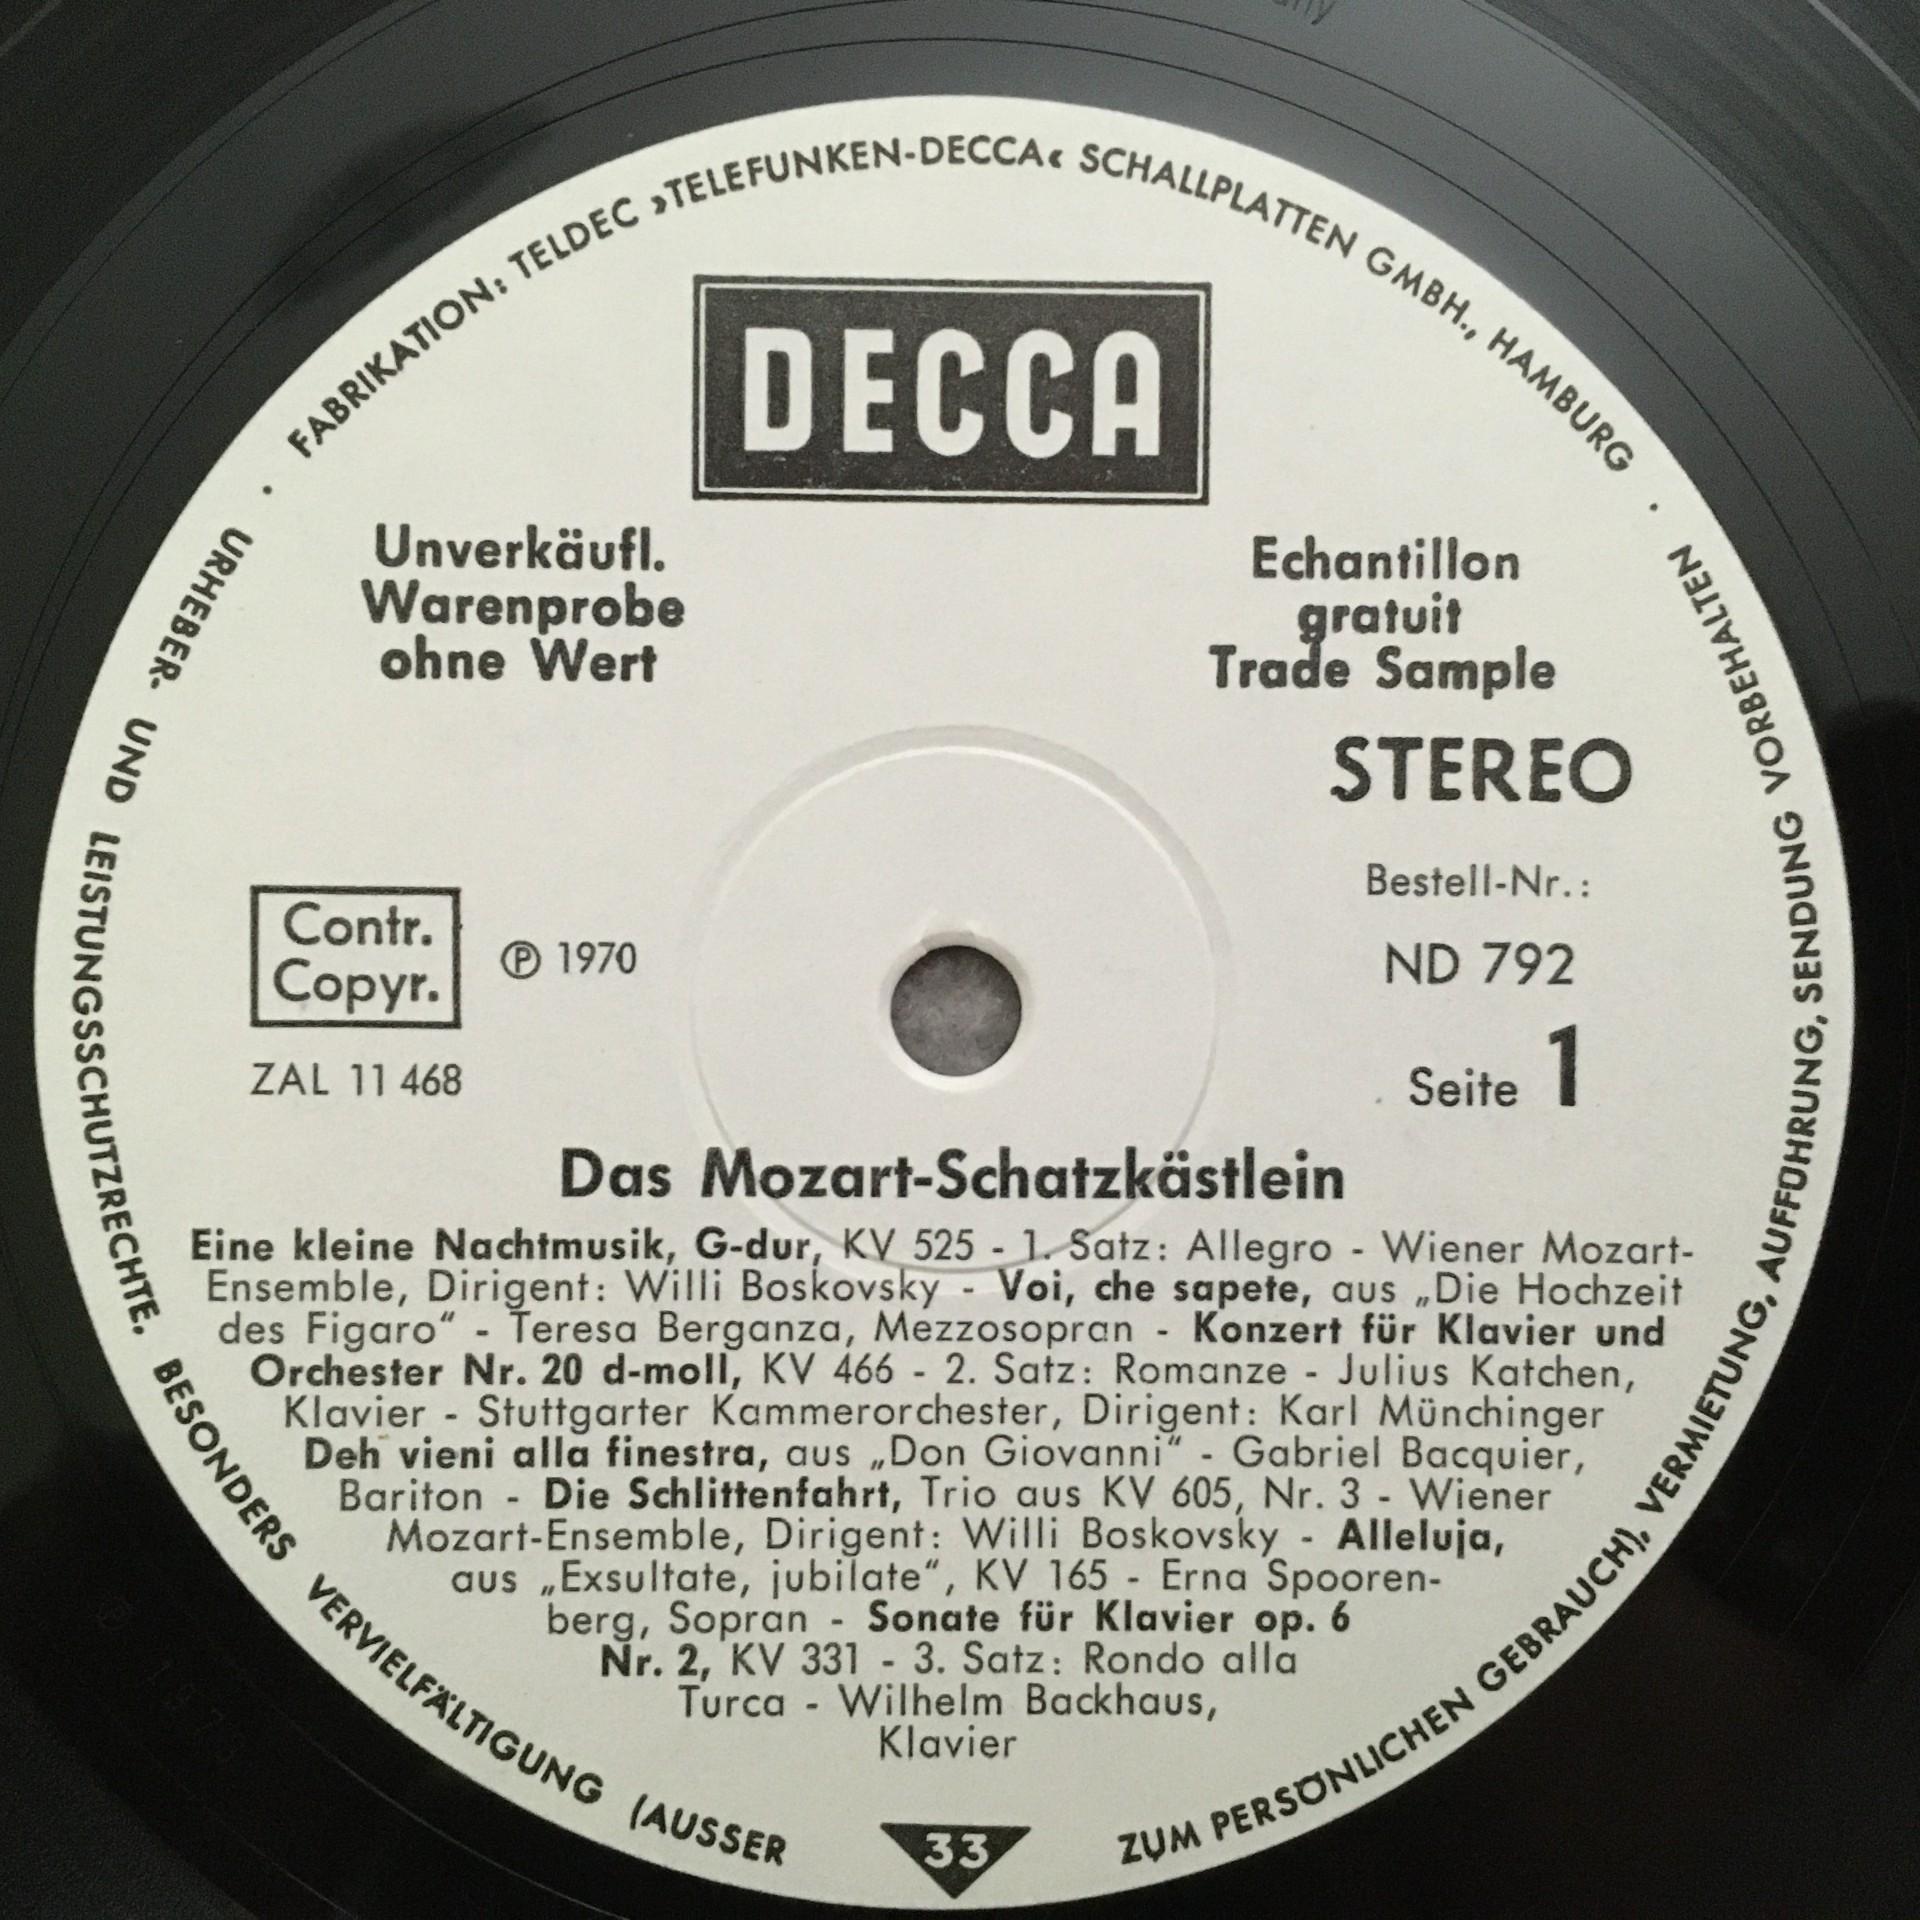 FABRIKATION: TELDEC »TELEFUNKEN-DECCA« SCHALLPLATTEN GMBH., HAMBURG ·
DECCA
Unverkäufl.
Warenprobe
ohne Wert
Echantillon
gratuit
Trade Sample
STEREO
Bestell-Nr.:
ND 792
Seite 1
Contr.
Copyr.
℗ 1970
ZAL 11 468
Das Mozart-Schatzkästlein
Eine kleine Nachtmusik, G-dur, KV 525 - 1. Satz: Allegro - Wiener Mozart-
Ensemble, Dirigent: Willi Boskovsky - Voi, che sapete, aus „Die Hochzeit
des Figaro“ - Teresa Berganza, Mezzosopran - Konzert für Klavier und
Orchester Nr. 20 d-moll, KV 466 - 2. Satz: Romanze - Julius Katchen,
Klavier - Stuttgarter Kammerorchester, Dirigent: Karl Münchinger
Deh vieni alla finestra, aus „Don Giovanni“ - Gabriel Bacquier,
Bariton - Die Schlittenfahrt, Trio aus KV 605, Nr. 3 - Wiener
Mozart-Ensemble, Dirigent: Willi Boskovsky - Alleluja,
aus „Exsultate, jubilate“, KV 165 - Erna Spooren-
berg, Sopran - Sonate für Klavier op. 6
Nr. 2, KV 331 - 3. Satz: Rondo alla
Turca - Wilhelm Backhaus,
Klavier
33
URHEBER- UND LEISTUNGSSCHUTZRECHTE. BESONDERS VERVIELFÄLTIGUNG (AUSSER ZUM PERSÖNLICHEN GEBRAUCH), VERMIETUNG, AUFFÜHRUNG, SENDUNG VORBEHALTEN ·